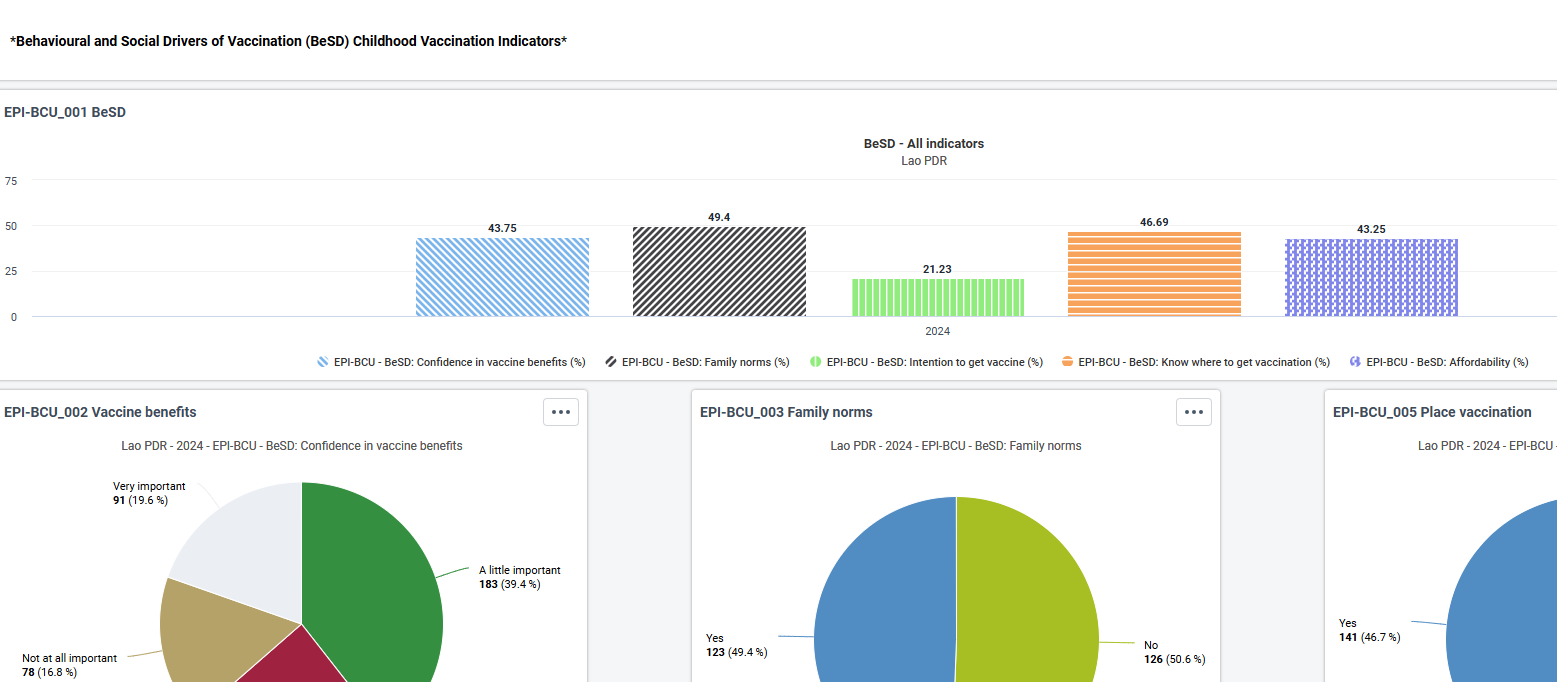 *Behavioural and Social Drivers of Vaccination (BeSD) Childhood Vaccination Indicators*
EPI-BCU_001 BeSD
BeSD - All indicators
Lao PDR
75
50
25
0
43.75
49.4
21.23
46.69
43.25
2024
EPI-BCU - BeSD: Confidence in vaccine benefits (%)
EPI-BCU - BeSD: Family norms (%)
EPI-BCU - BeSD: Intention to get vaccine (%)
EPI-BCU - BeSD: Know where to get vaccination (%)
EPI-BCU - BeSD: Affordability (%)
EPI-BCU_002 Vaccine benefits
Lao PDR - 2024 - EPI-BCU - BeSD: Confidence in vaccine benefits
Very important
91 (19.6 %)
A little important
183 (39.4 %)
Not at all important
78 (16.8 %)
EPI-BCU_003 Family norms
Lao PDR - 2024 - EPI-BCU - BeSD: Family norms
Yes
123 (49.4 %)
No
126 (50.6 %)
EPI-BCU_005 Place vaccination
Lao PDR - 2024 - EPI-BCU -
Yes
141 (46.7 %)